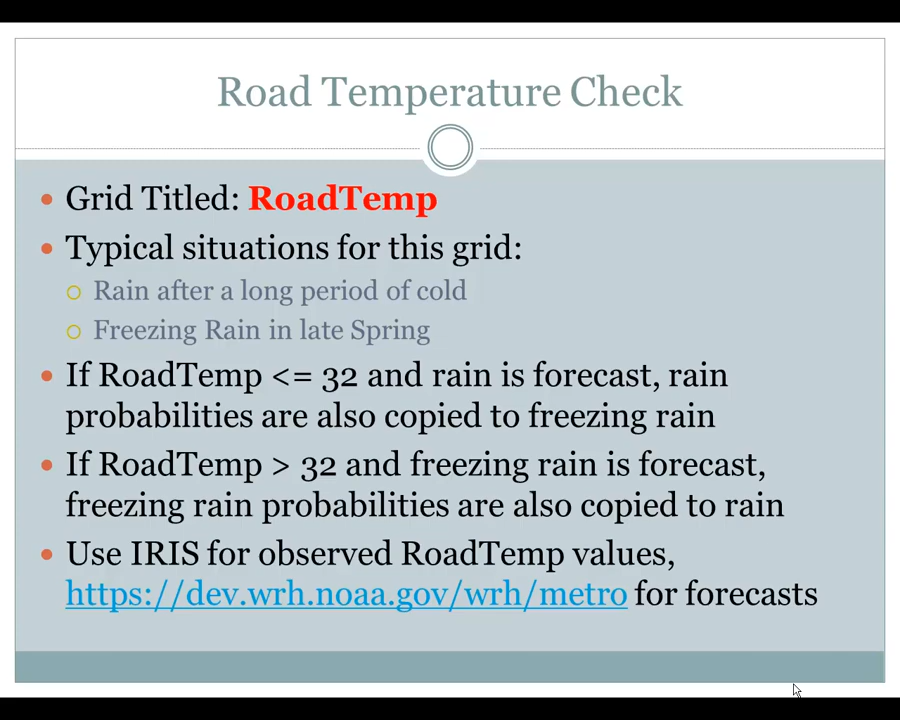 Road Temperature Check
• Grid Titled: RoadTemp
• Typical situations for this grid:
○ Rain after a long period of cold
○ Freezing Rain in late Spring
• If RoadTemp <= 32 and rain is forecast, rain
probabilities are also copied to freezing rain
• If RoadTemp > 32 and freezing rain is forecast,
freezing rain probabilities are also copied to rain
• Use IRIS for observed RoadTemp values,
https://dev.wrh.noaa.gov/wrh/metro for forecasts